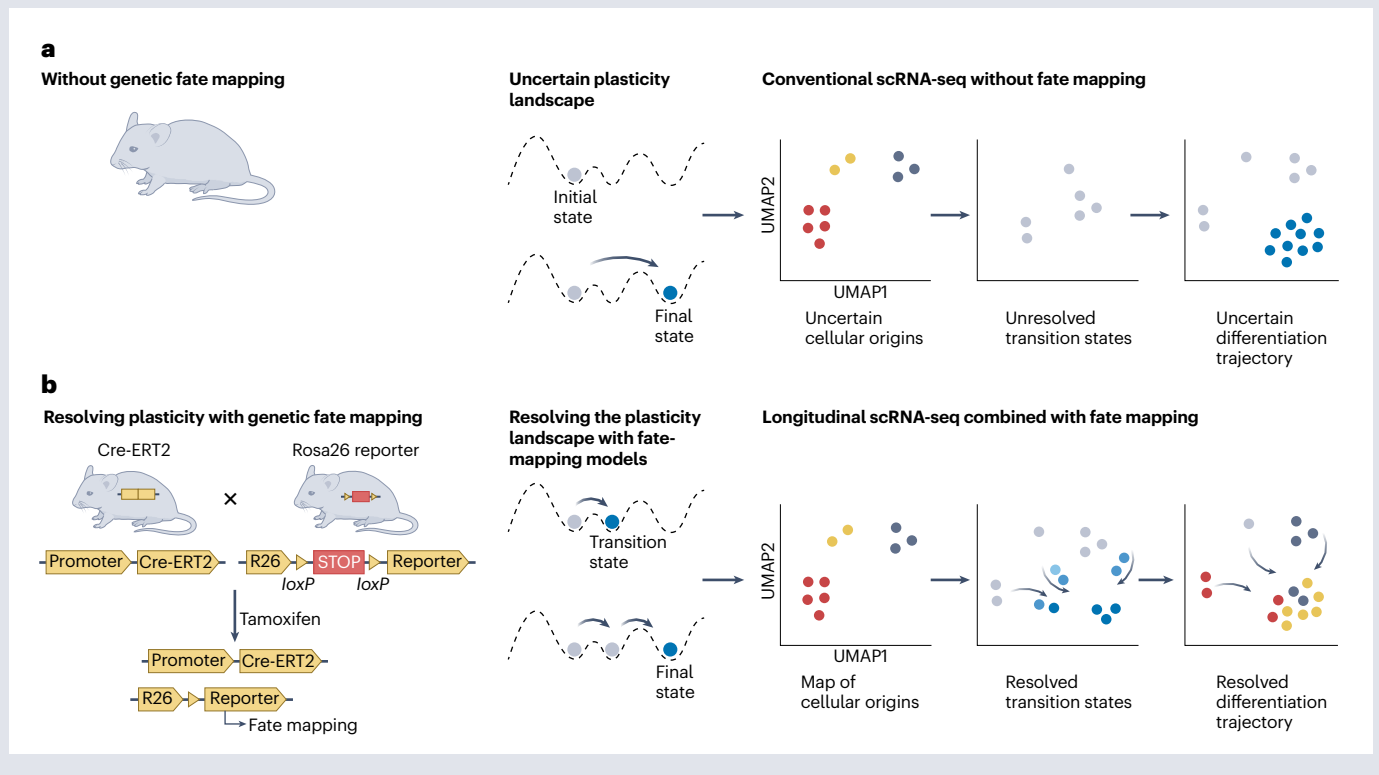 a
Without genetic fate mapping
Uncertain plasticity
landscape
Conventional scRNA-seq without fate mapping
Initial
state
Final
state
UMAP2
UMAP1
Uncertain
cellular origins
Unresolved
transition states
Uncertain
differentiation
trajectory
b
Resolving plasticity with genetic fate mapping
Cre-ERT2
Rosa26 reporter
×
Promoter
Cre-ERT2
R26
STOP
Reporter
loxP
loxP
Tamoxifen
Promoter
Cre-ERT2
R26
Reporter
Fate mapping
Resolving the plasticity
landscape with fate-
mapping models
Transition
state
Final
state
Longitudinal scRNA-seq combined with fate mapping
UMAP2
UMAP1
Map of
cellular origins
Resolved
transition states
Resolved
differentiation
trajectory